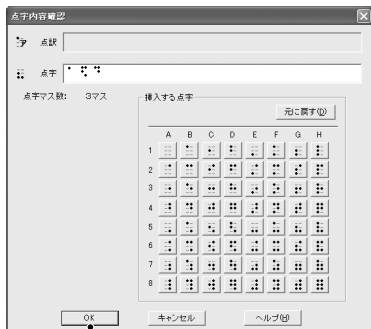 点字内容確認
点訳
点字
点字マス数: 3マス
挿入する点字
元に戻す(D)
A B C D E F G H
1
2
3
4
5
6
7
8
OK キャンセル ヘルプ(H)